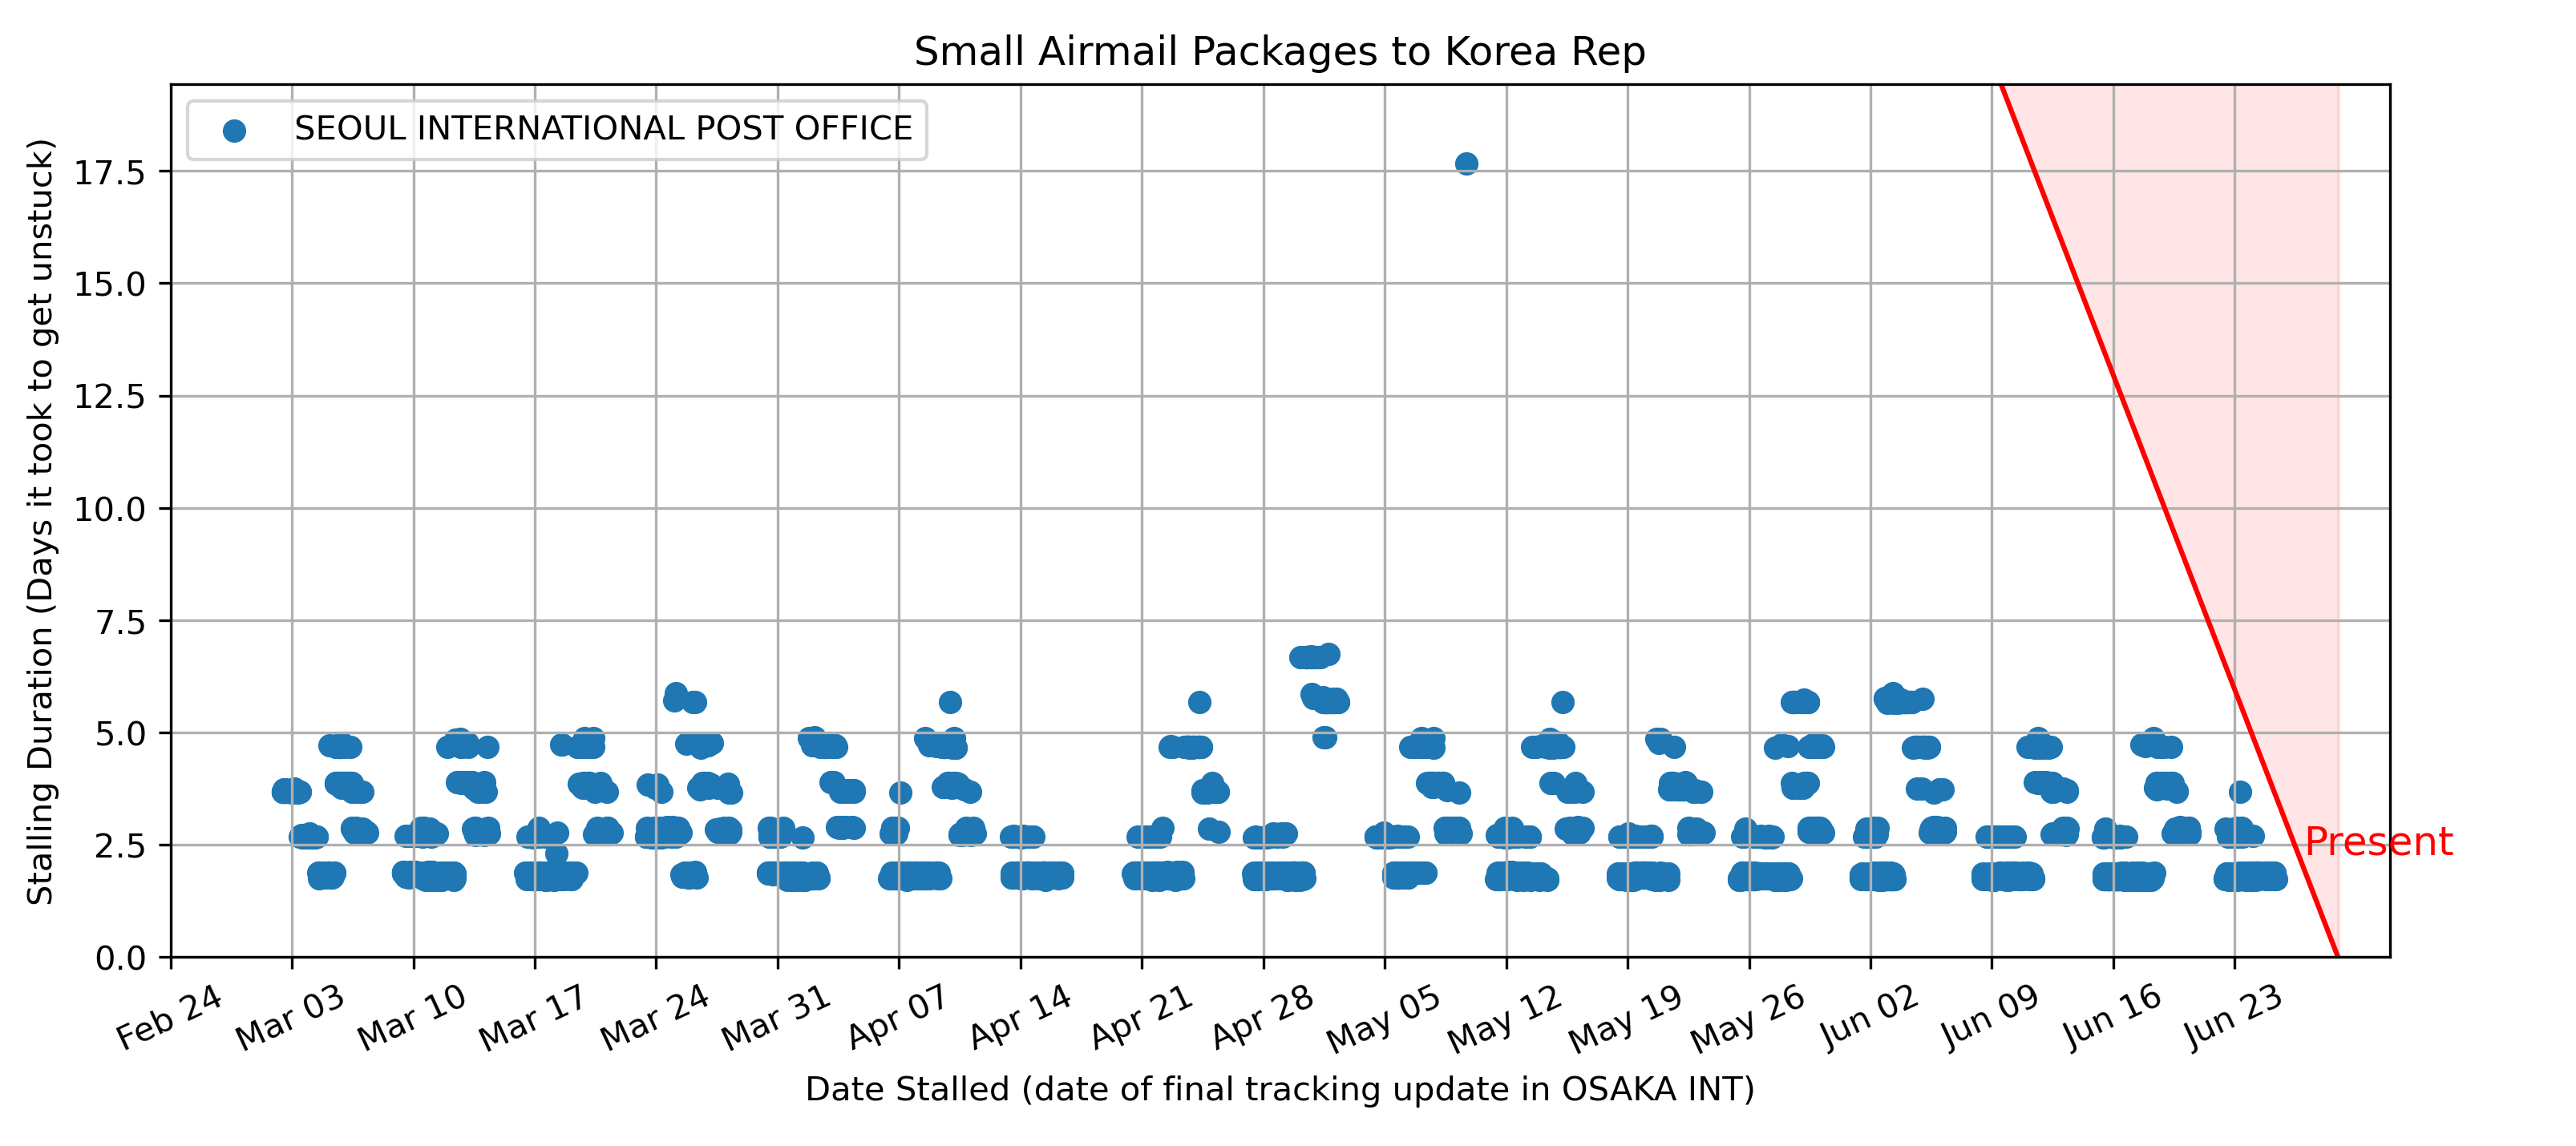 Small Airmail Packages to Korea Rep
SEOUL INTERNATIONAL POST OFFICE
Stalling Duration (Days it took to get unstuck)
17.5
15.0
12.5
10.0
7.5
5.0
2.5
0.0
Present
Feb 24
Mar 03
Mar 10
Mar 17
Mar 24
Mar 31
Apr 07
Apr 14
Apr 21
Apr 28
May 05
May 12
May 19
May 26
Jun 02
Jun 09
Jun 16
Jun 23
Date Stalled (date of final tracking update in OSAKA INT)